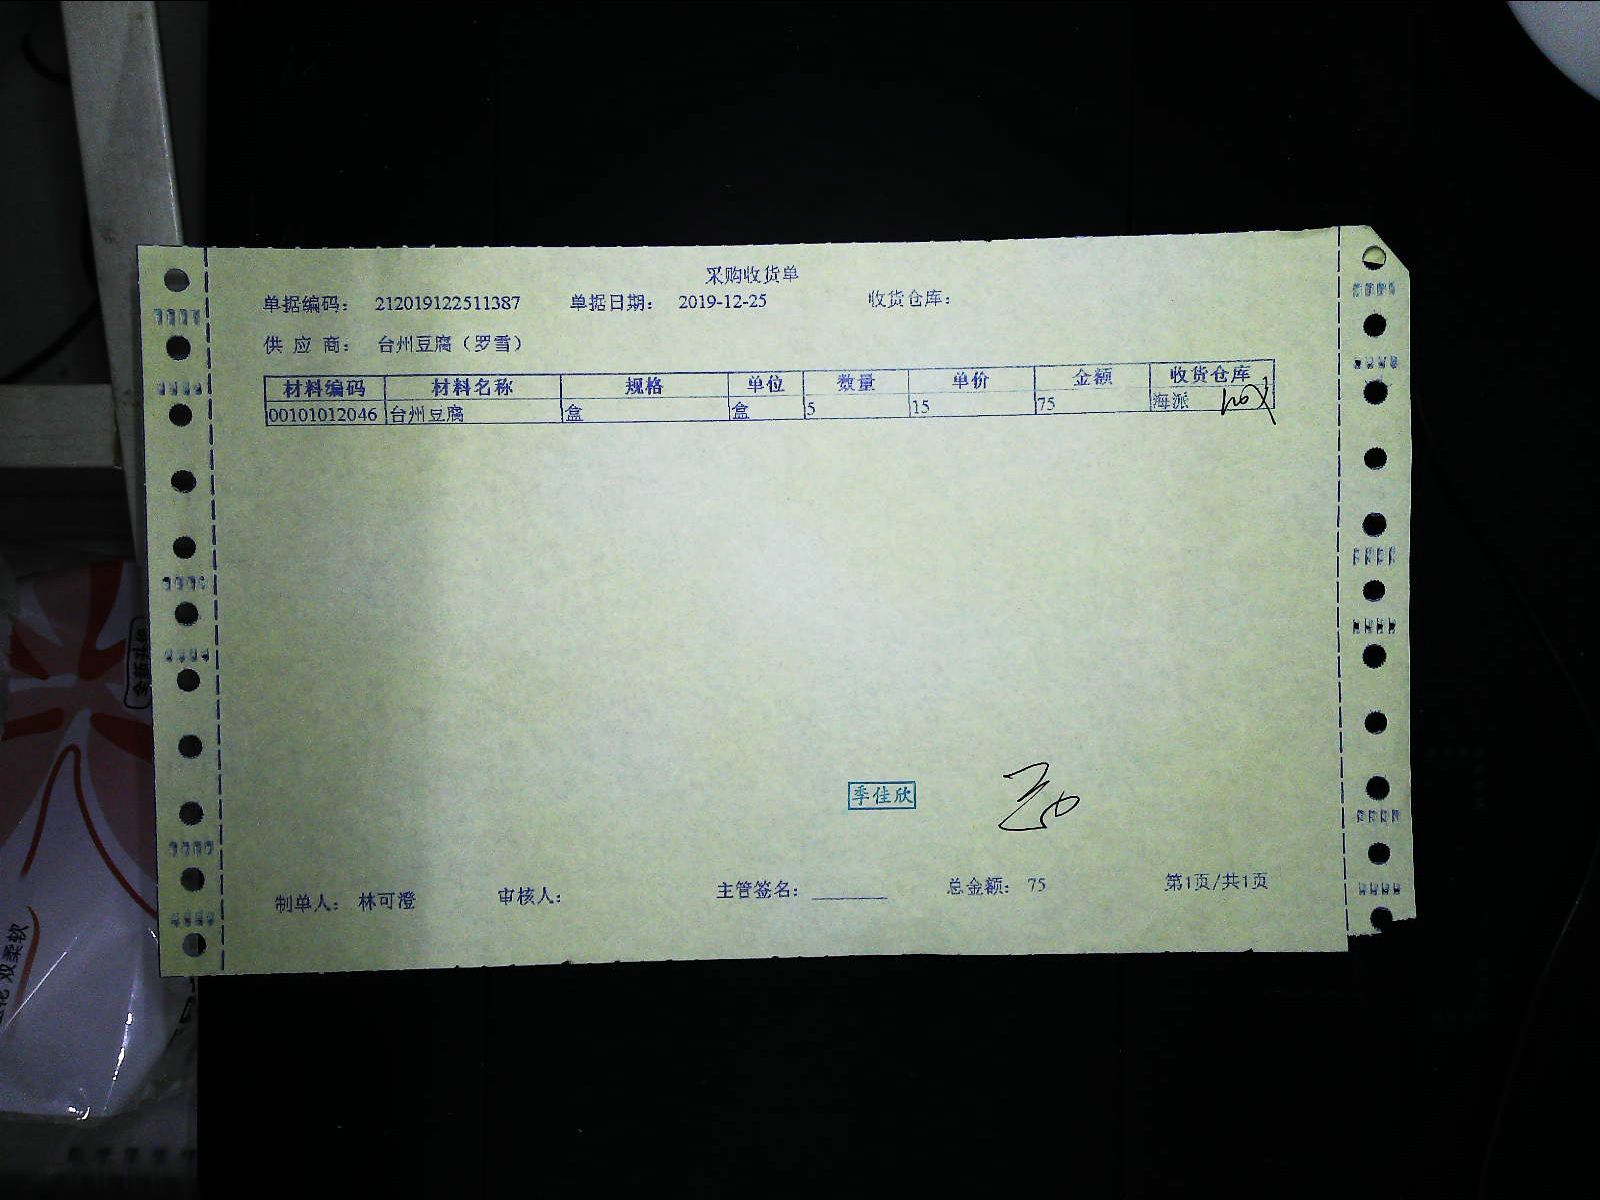 采购收货单
单据编码： 212019122511387 单据日期： 2019-12-25 收货仓库：
供 应 商： 台州豆腐（罗雪）
材料编码 材料名称 规格 单位 数量 单价 金额 收货仓库
00101012046 台州豆腐 盒 盒 5 15 75 海派
季佳欣
制单人： 林可澄 审核人： 主管签名：______ 总金额： 75 第1页/共1页
双柔软